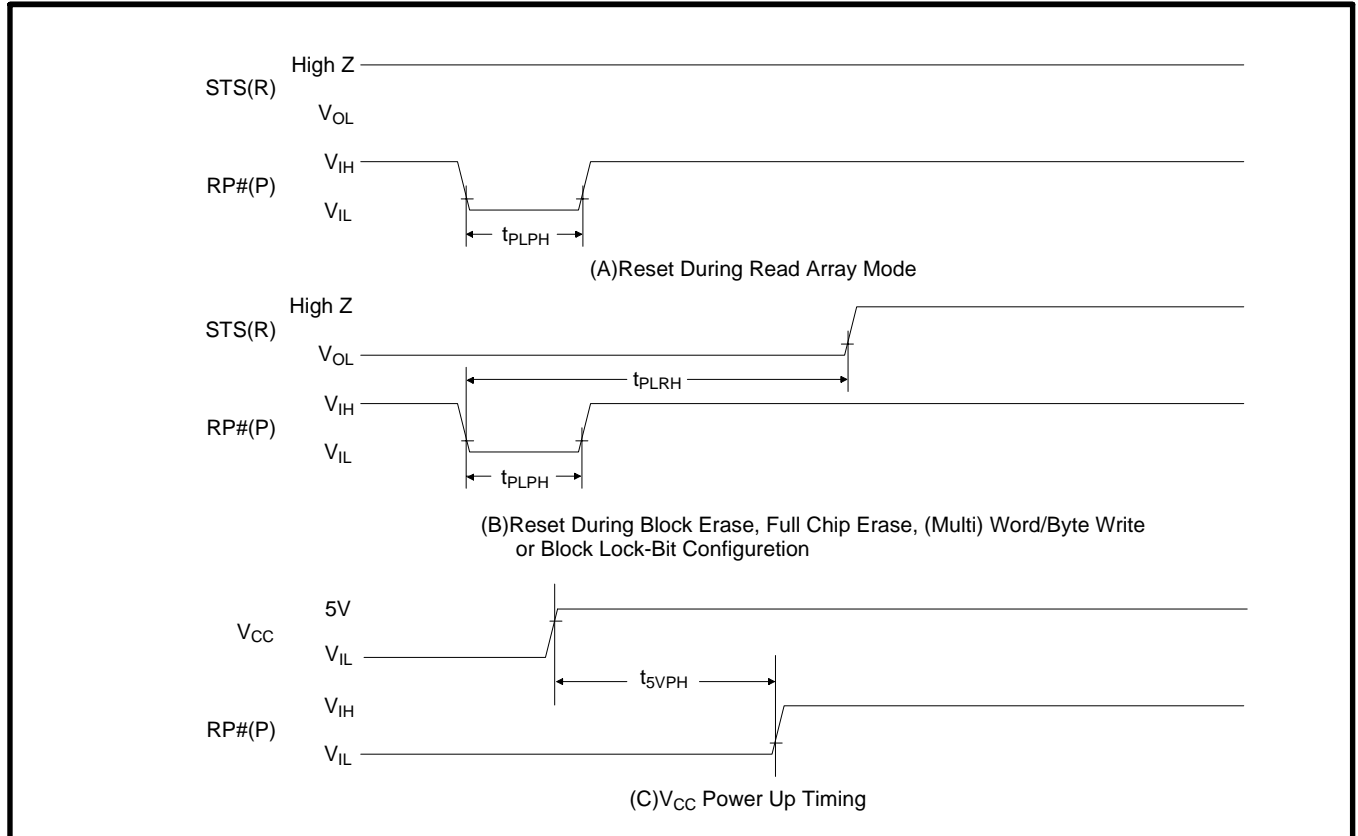 High Z
STS(R)
VOL
VIH
RP#(P)
VIL
tPLPH
(A)Reset During Read Array Mode
High Z
STS(R)
VOL
tPLRH
VIH
RP#(P)
VIL
tPLPH
(B)Reset During Block Erase, Full Chip Erase, (Multi) Word/Byte Write
or Block Lock-Bit Configuretion
5V
VCC
VIL
t5VPH
VIH
RP#(P)
VIL
(C)VCC Power Up Timing